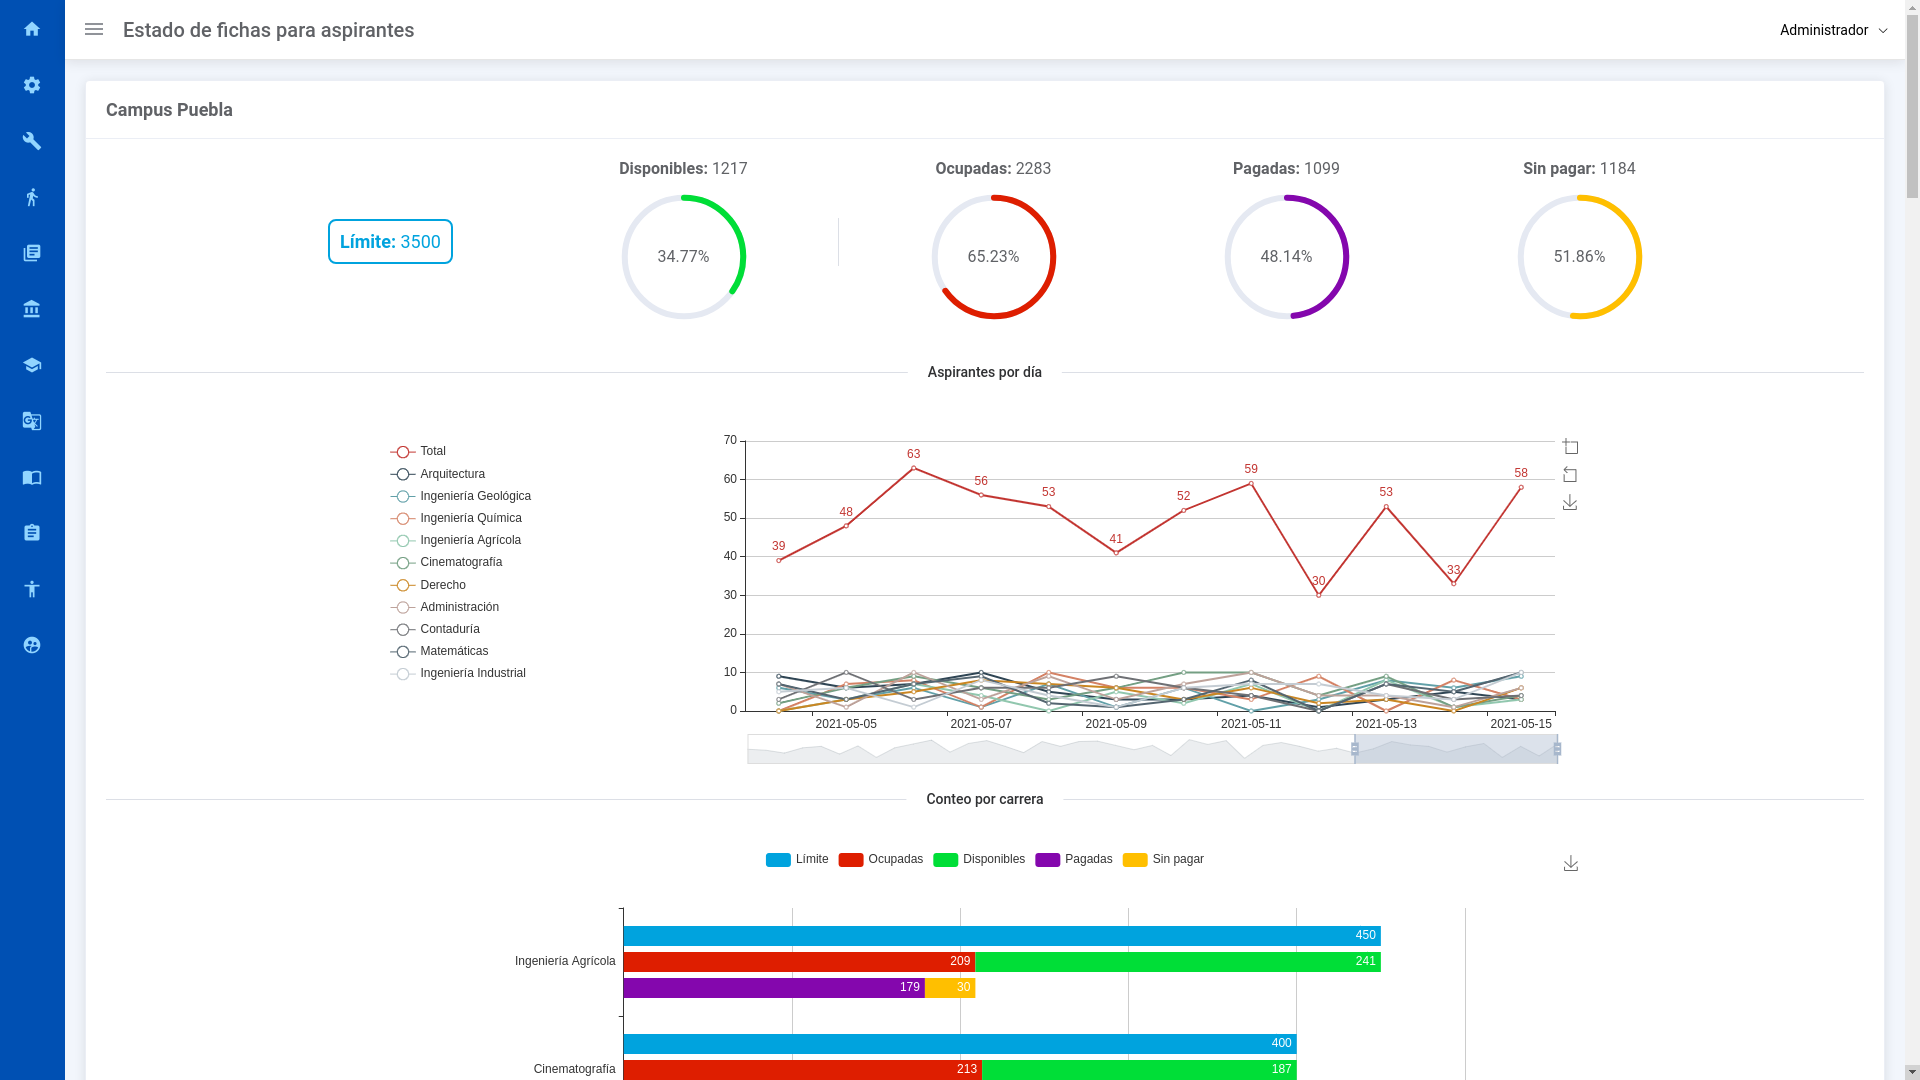 Estado de fichas para aspirantes
Administrador
Campus Puebla
Límite: 3500
Disponibles: 1217
34.77%
Ocupadas: 2283
65.23%
Pagadas: 1099
48.14%
Sin pagar: 1184
51.86%
Aspirantes por día
Total
Arquitectura
Ingeniería Geológica
Ingeniería Química
Ingeniería Agrícola
Cinematografía
Derecho
Administración
Contaduría
Matemáticas
Ingeniería Industrial
70
60
50
40
30
20
10
0
39
48
63
56
53
41
52
59
30
53
33
58
2021-05-05
2021-05-07
2021-05-09
2021-05-11
2021-05-13
2021-05-15
Conteo por carrera
Límite
Ocupadas
Disponibles
Pagadas
Sin pagar
Ingeniería Agrícola
450
209
241
179
30
Cinematografía
400
213
187